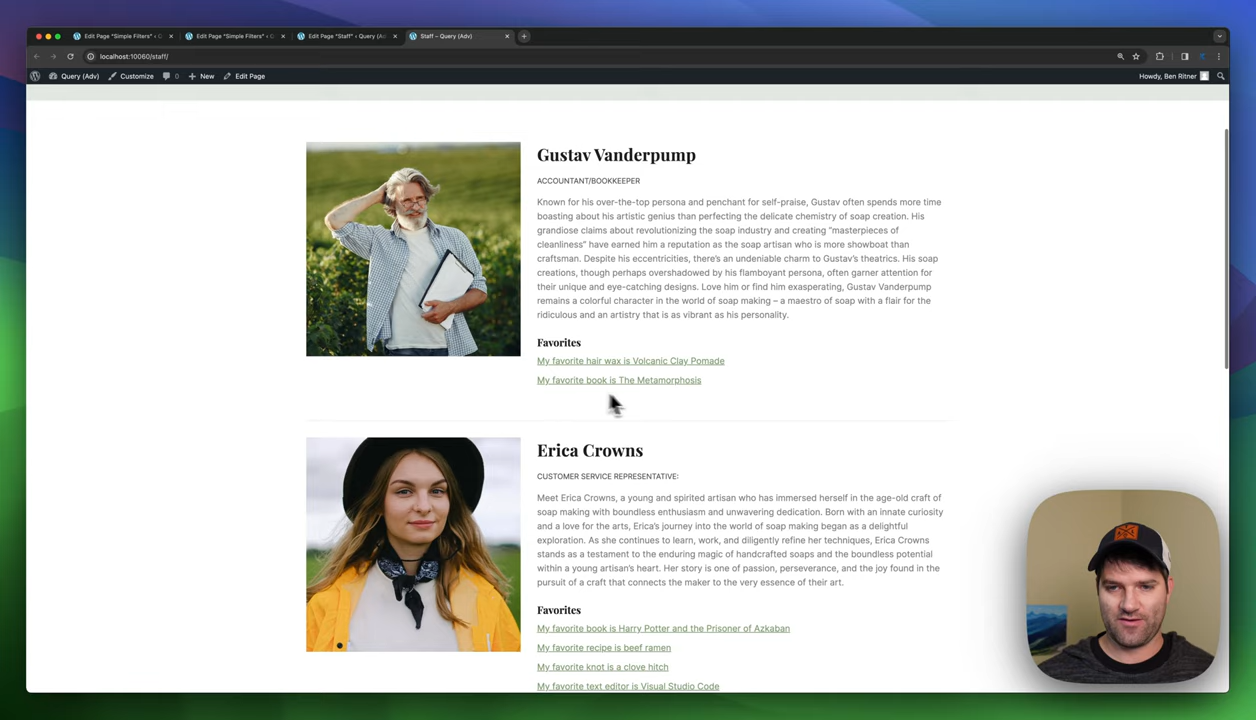 Edit Page "Simple Filters" ‹ Q
Edit Page "Simple Filters" ‹ Q
Edit Page "Staff" ‹ Query (Ad
Staff – Query (Adv)
localhost:10060/staff/
Query (Adv)
Customize
0
New
Edit Page
Howdy, Ben Ritner
Gustav Vanderpump
ACCOUNTANT/BOOKKEEPER
Known for his over-the-top persona and penchant for self-praise, Gustav often spends more time
boasting about his artistic genius than perfecting the delicate chemistry of soap creation. His
grandiose claims about revolutionizing the soap industry and creating “masterpieces of
cleanliness” have earned him a reputation as the soap artisan who is more showboat than
craftsman. Despite his eccentricities, there’s an undeniable charm to Gustav’s theatrics. His soap
creations, though perhaps overshadowed by his flamboyant persona, often garner attention for
their unique and eye-catching designs. Love him or find him exasperating, Gustav Vanderpump
remains a colorful character in the world of soap making – a maestro of soap with a flair for the
ridiculous and an artistry that is as vibrant as his personality.
Favorites
My favorite hair wax is Volcanic Clay Pomade
My favorite book is The Metamorphosis
Erica Crowns
CUSTOMER SERVICE REPRESENTATIVE:
Meet Erica Crowns, a young and spirited artisan who has immersed herself in the age-old craft of
soap making with boundless enthusiasm and unwavering dedication. Born with an innate curiosity
and a love for the arts, Erica’s journey into the world of soap making began as a delightful
exploration. As she continues to learn, work, and diligently refine her techniques, Erica Crowns
stands as a testament to the enduring magic of handcrafted soaps and the boundless potential
within a young artisan’s heart. Her story is one of passion, perseverance, and the joy found in the
pursuit of a craft that connects the maker to the very essence of their art.
Favorites
My favorite book is Harry Potter and the Prisoner of Azkaban
My favorite recipe is beef ramen
My favorite knot is a clove hitch
My favorite text editor is Visual Studio Code